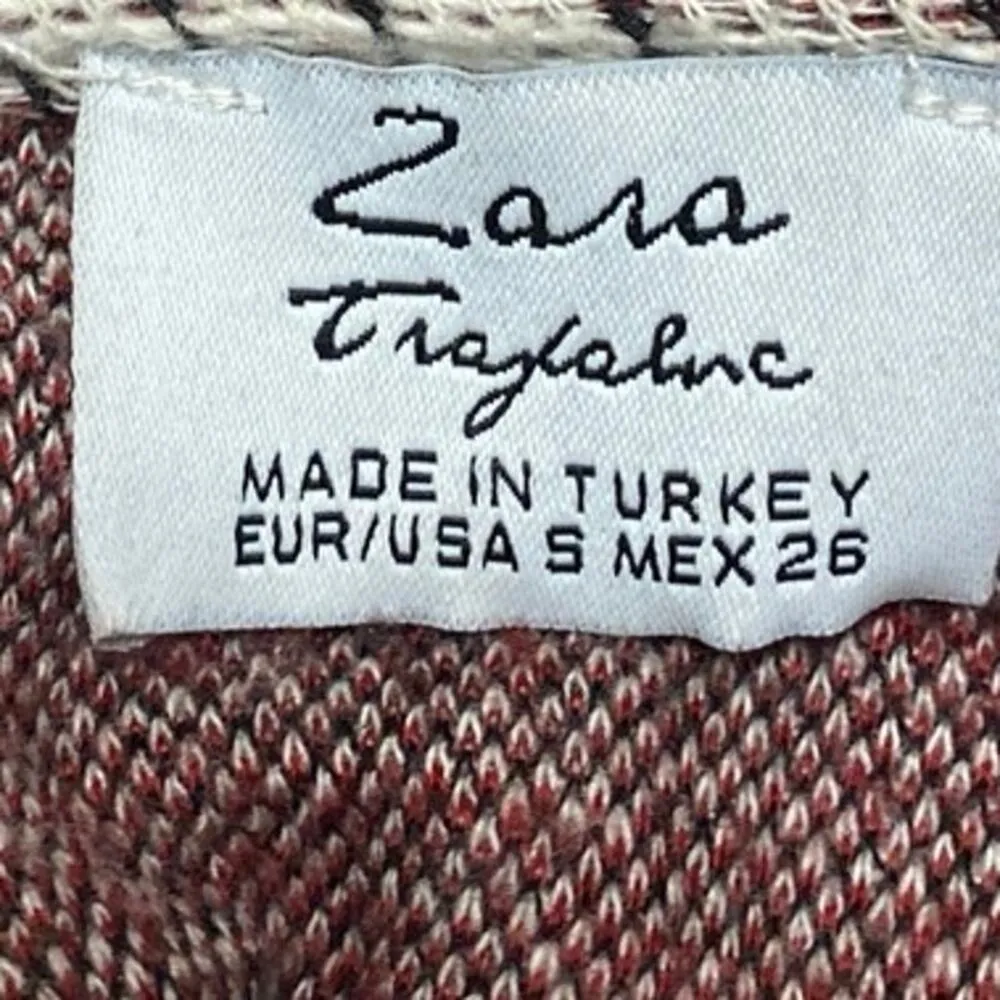 Zara
Trafaluc
MADE IN TURKEY
EUR/USA S MEX 26